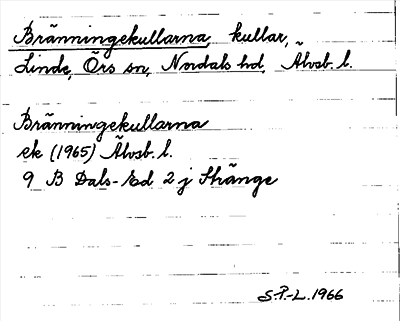 Bränningekullarna, kullar,
Linde, Örs sn, Nordals hd, Älvsb. l.
Bränningekullarna
ek (1965) Älvsb. l.
9 B Dals-Ed 2 j Stränge
S.P.-L. 1966